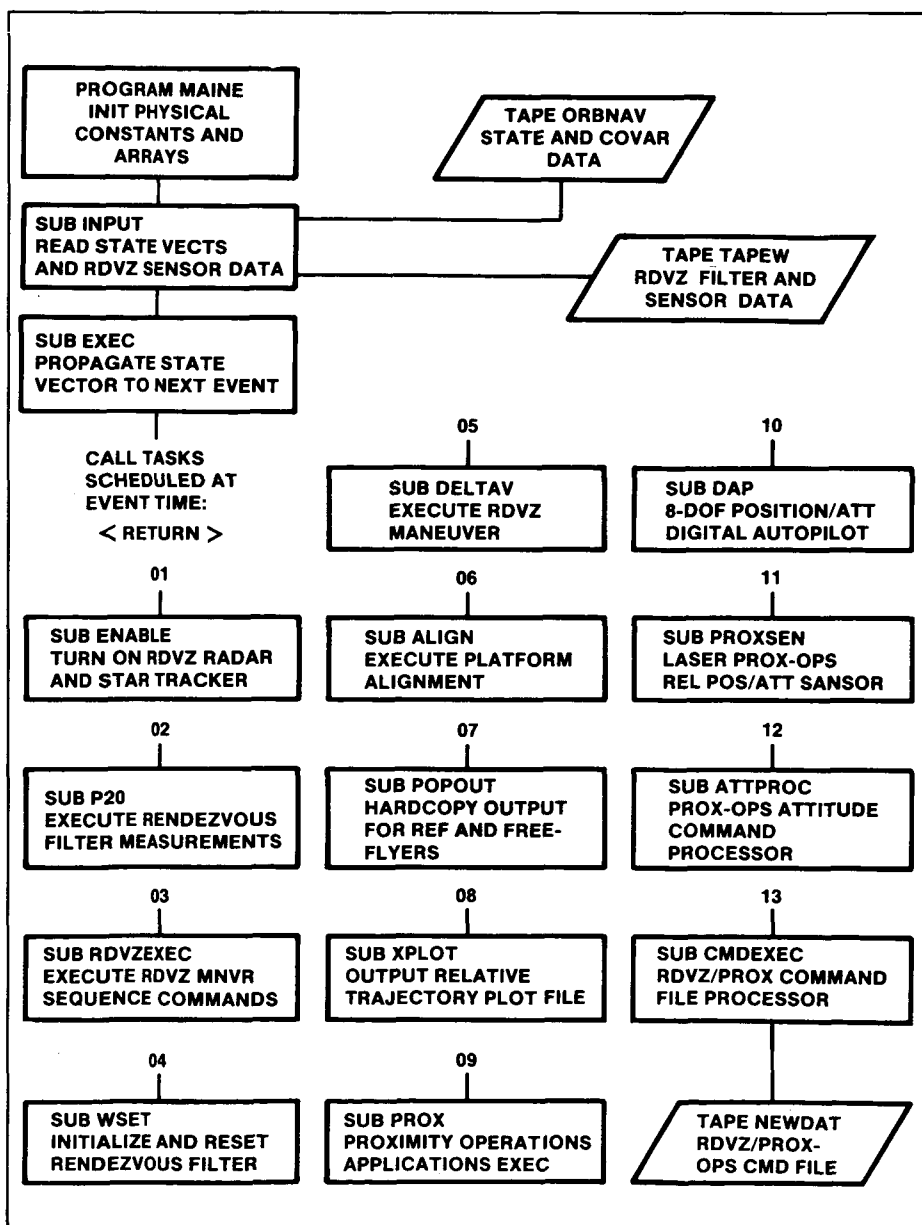 PROGRAM MAINE
INIT PHYSICAL
CONSTANTS AND
ARRAYS
TAPE ORBNAV
STATE AND COVAR
DATA
SUB INPUT
READ STATE VECTS
AND RDVZ SENSOR DATA
TAPE TAPEW
RDVZ FILTER AND
SENSOR DATA
SUB EXEC
PROPAGATE STATE
VECTOR TO NEXT EVENT
CALL TASKS
SCHEDULED AT
EVENT TIME:
< RETURN >
01
SUB ENABLE
TURN ON RDVZ RADAR
AND STAR TRACKER
02
SUB P20
EXECUTE RENDEZVOUS
FILTER MEASUREMENTS
03
SUB RDVZEXEC
EXECUTE RDVZ MNVR
SEQUENCE COMMANDS
04
SUB WSET
INITIALIZE AND RESET
RENDEZVOUS FILTER
05
SUB DELTAV
EXECUTE RDVZ
MANEUVER
06
SUB ALIGN
EXECUTE PLATFORM
ALIGNMENT
07
SUB POPOUT
HARDCOPY OUTPUT
FOR REF AND FREE-
FLYERS
08
SUB XPLOT
OUTPUT RELATIVE
TRAJECTORY PLOT FILE
09
SUB PROX
PROXIMITY OPERATIONS
APPLICATIONS EXEC
10
SUB DAP
8-DOF POSITION/ATT
DIGITAL AUTOPILOT
11
SUB PROXSEN
LASER PROX-OPS
REL POS/ATT SANSOR
12
SUB ATTPROC
PROX-OPS ATTITUDE
COMMAND
PROCESSOR
13
SUB CMDEXEC
RDVZ/PROX COMMAND
FILE PROCESSOR
TAPE NEWDAT
RDVZ/PROX-
OPS CMD FILE